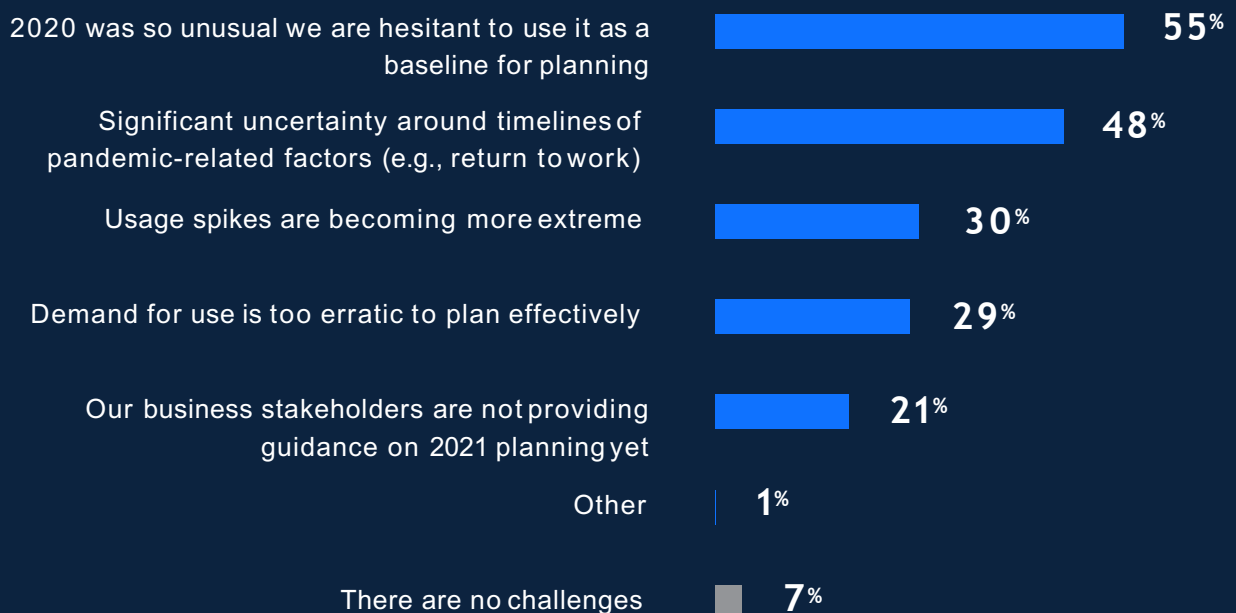 2020 was so unusual we are hesitant to use it as a
baseline for planning
55%
Significant uncertainty around timelines of
pandemic-related factors (e.g., return to work)
48%
Usage spikes are becoming more extreme
30%
Demand for use is too erratic to plan effectively
29%
Our business stakeholders are not providing
guidance on 2021 planning yet
21%
Other
1%
There are no challenges
7%